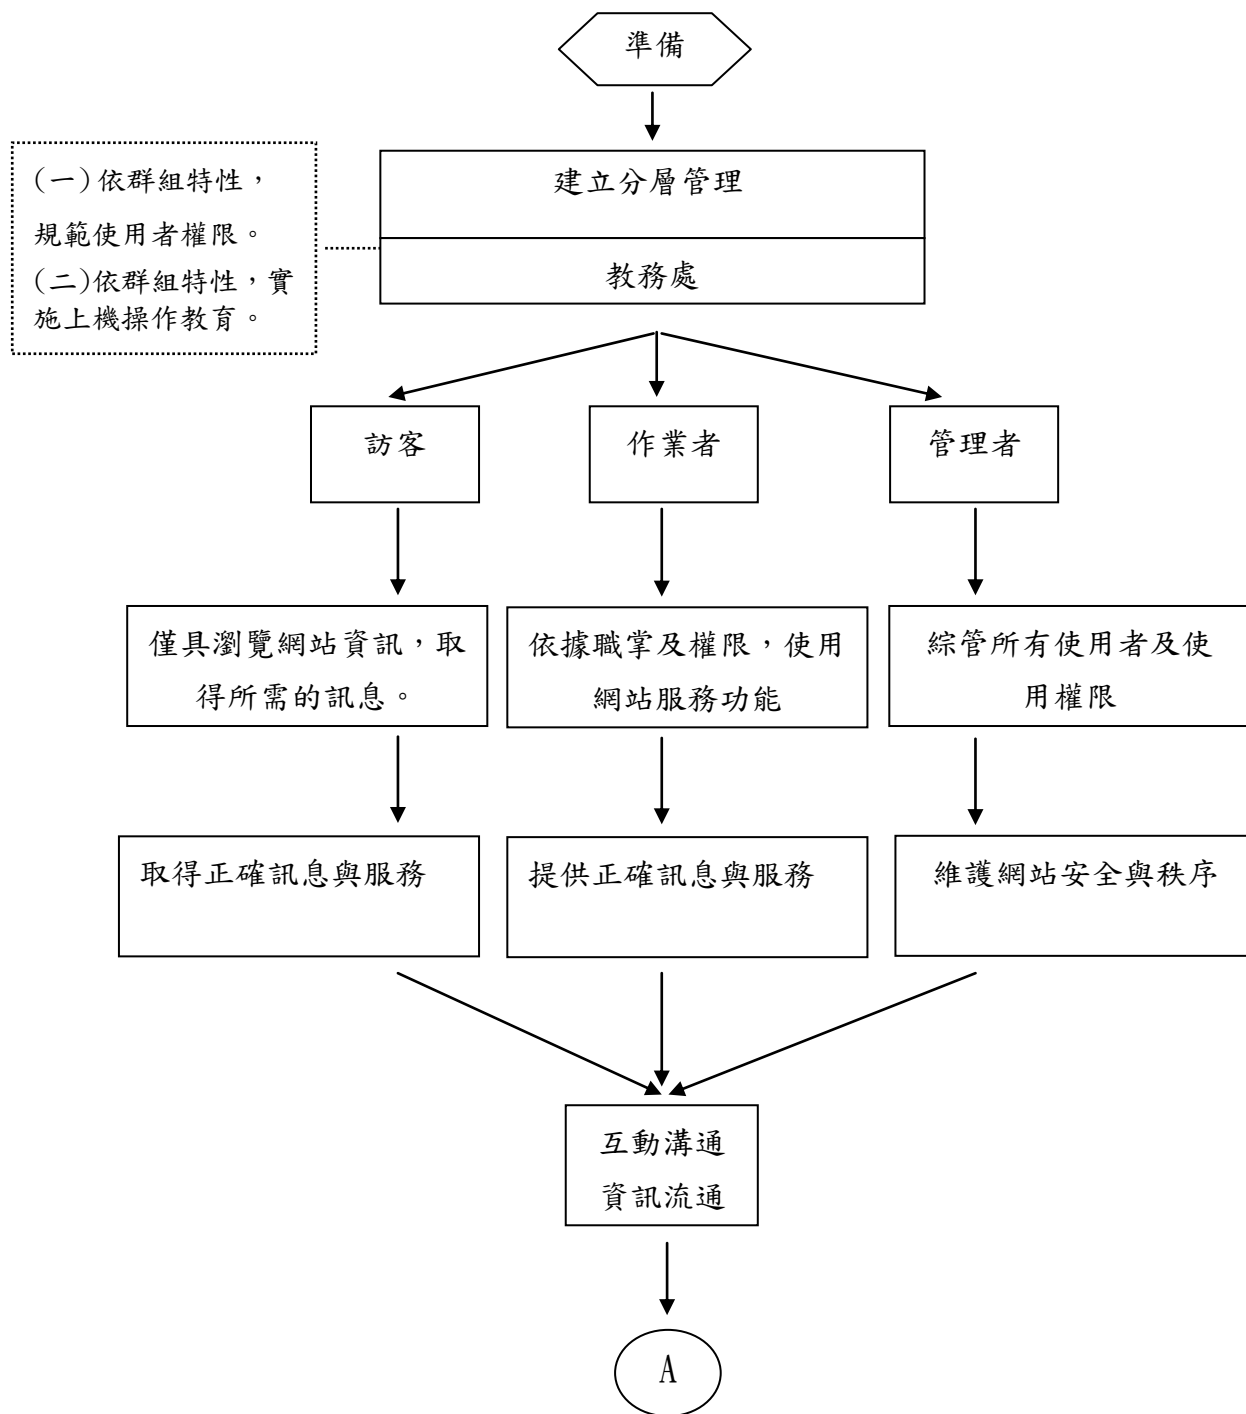 準備
建立分層管理
教務處
(一)依群組特性，
規範使用者權限。
(二)依群組特性，實
施上機操作教育。
訪客
作業者
管理者
僅具瀏覽網站資訊，取
得所需的訊息。
依據職掌及權限，使用
網站服務功能
綜管所有使用者及使
用權限
取得正確訊息與服務
提供正確訊息與服務
維護網站安全與秩序
互動溝通
資訊流通
A